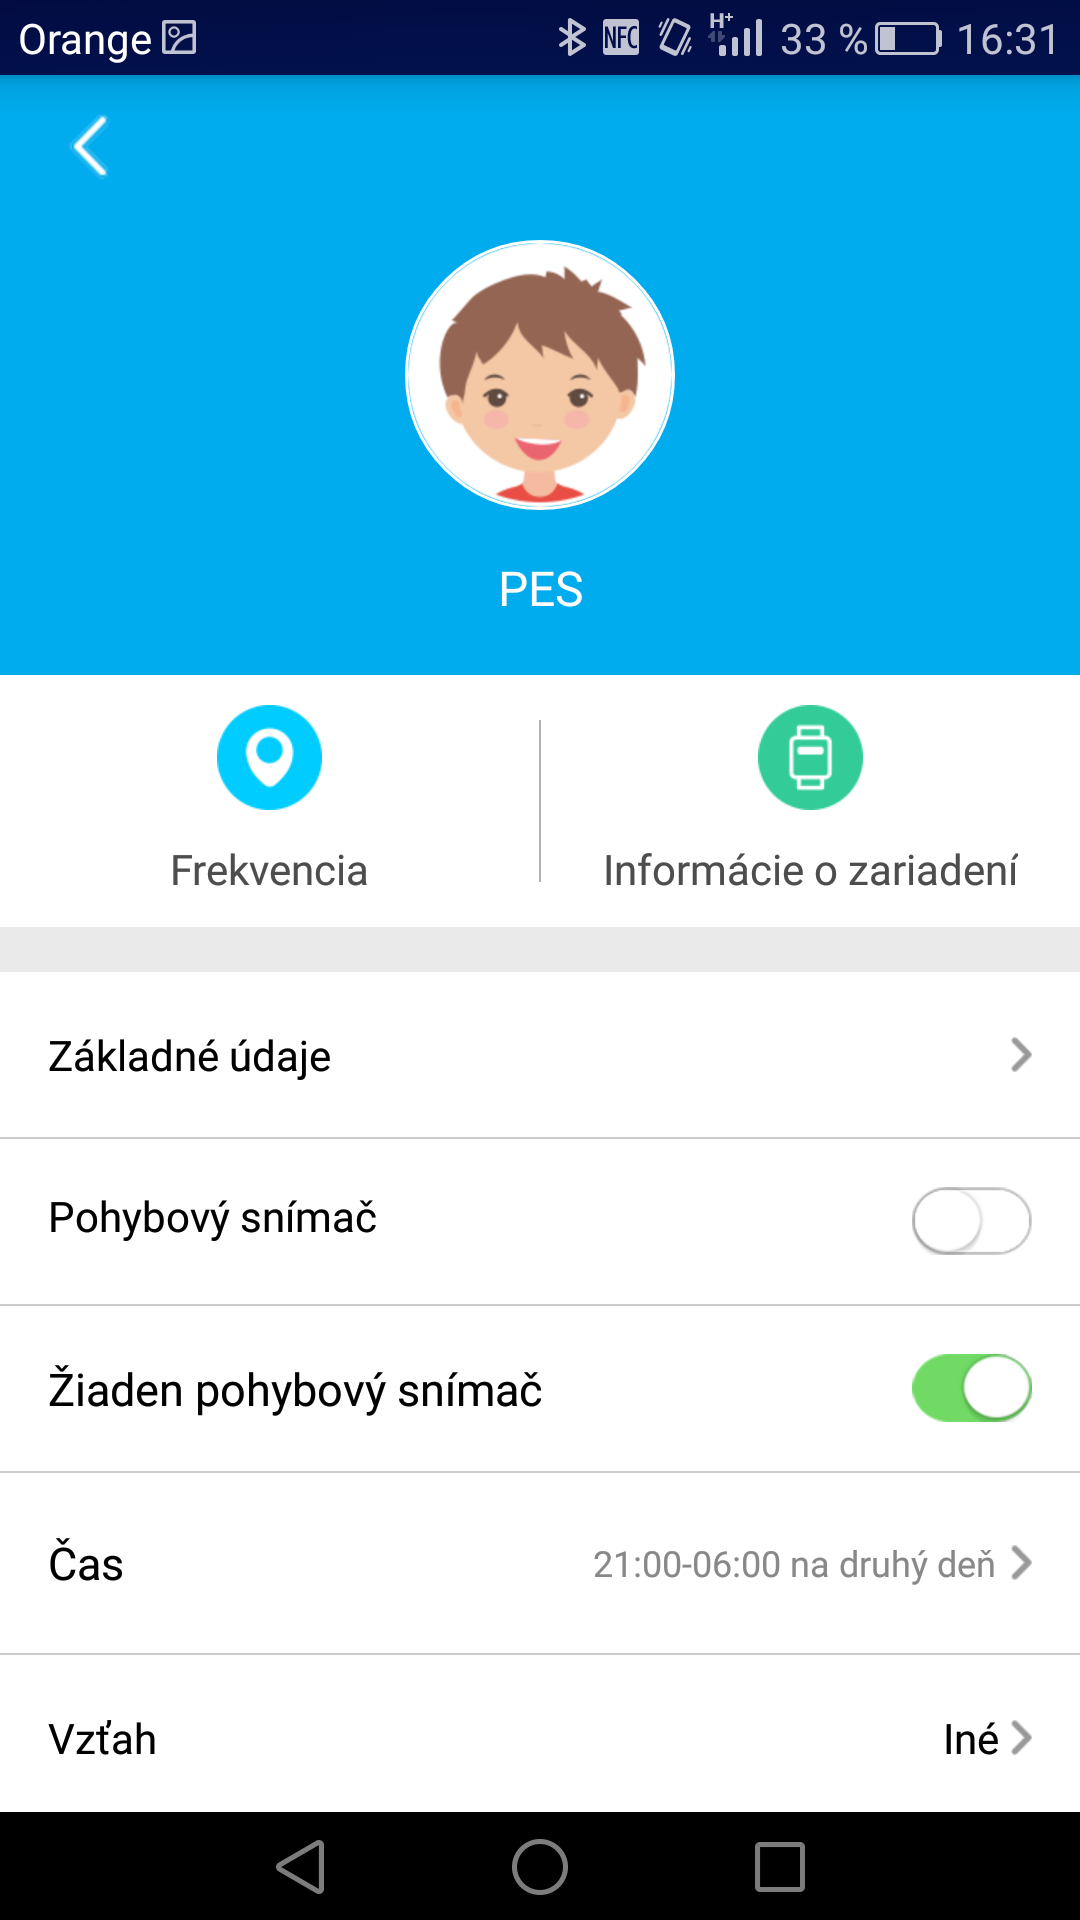 Orange NFC H+ 33 % 16:31
PES
Frekvencia
Informácie o zariadení
Základné údaje
Pohybový snímač
Žiaden pohybový snímač
Čas 21:00-06:00 na druhý deň
Vzťah Iné